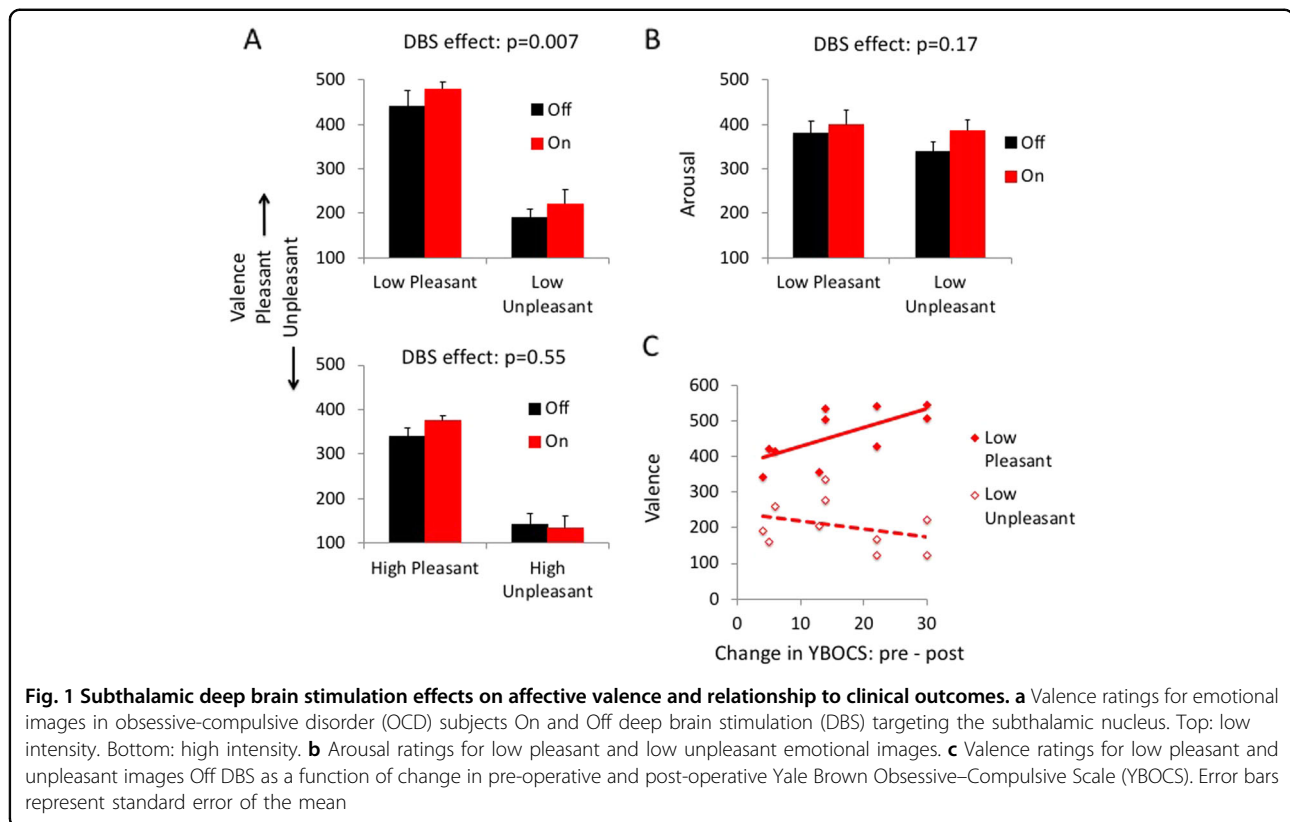 A
DBS effect: p=0.007
500
400
300
200
100
Off
On
Low Pleasant
Low
Unpleasant
Valence
Pleasant
Unpleasant
DBS effect: p=0.55
500
400
300
200
100
Off
On
High Pleasant
High
Unpleasant
B
DBS effect: p=0.17
500
400
300
200
100
Arousal
Off
On
Low Pleasant
Low
Unpleasant
C
600
500
400
300
200
100
0
Valence
0 10 20 30
Change in YBOCS: pre - post
Low
Pleasant
Low
Unpleasant
Fig. 1 Subthalamic deep brain stimulation effects on affective valence and relationship to clinical outcomes. a Valence ratings for emotional
images in obsessive-compulsive disorder (OCD) subjects On and Off deep brain stimulation (DBS) targeting the subthalamic nucleus. Top: low
intensity. Bottom: high intensity. b Arousal ratings for low pleasant and low unpleasant emotional images. c Valence ratings for low pleasant and
unpleasant images Off DBS as a function of change in pre-operative and post-operative Yale Brown Obsessive–Compulsive Scale (YBOCS). Error bars
represent standard error of the mean